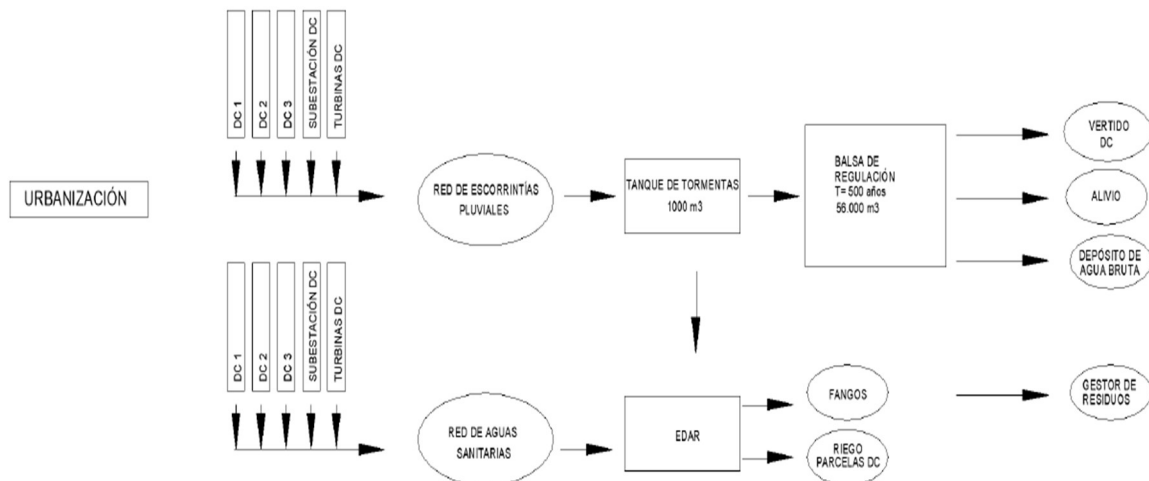 DC 1
DC 2
DC 3
SUBESTACIÓN DC
TURBINAS DC
URBANIZACIÓN
RED DE ESCORRINTÍAS
PLUVIALES
TANQUE DE TORMENTAS
1000 m3
BALSA DE
REGULACIÓN
T= 500 años
56.000 m3
VERTIDO
DC
ALIVIO
DEPÓSITO DE
AGUA BRUTA
DC 1
DC 2
DC 3
SUBESTACIÓN DC
TURBINAS DC
RED DE AGUAS
SANITARIAS
EDAR
FANGOS
RIEGO
PARCELAS DC
GESTOR DE
RESIDUOS